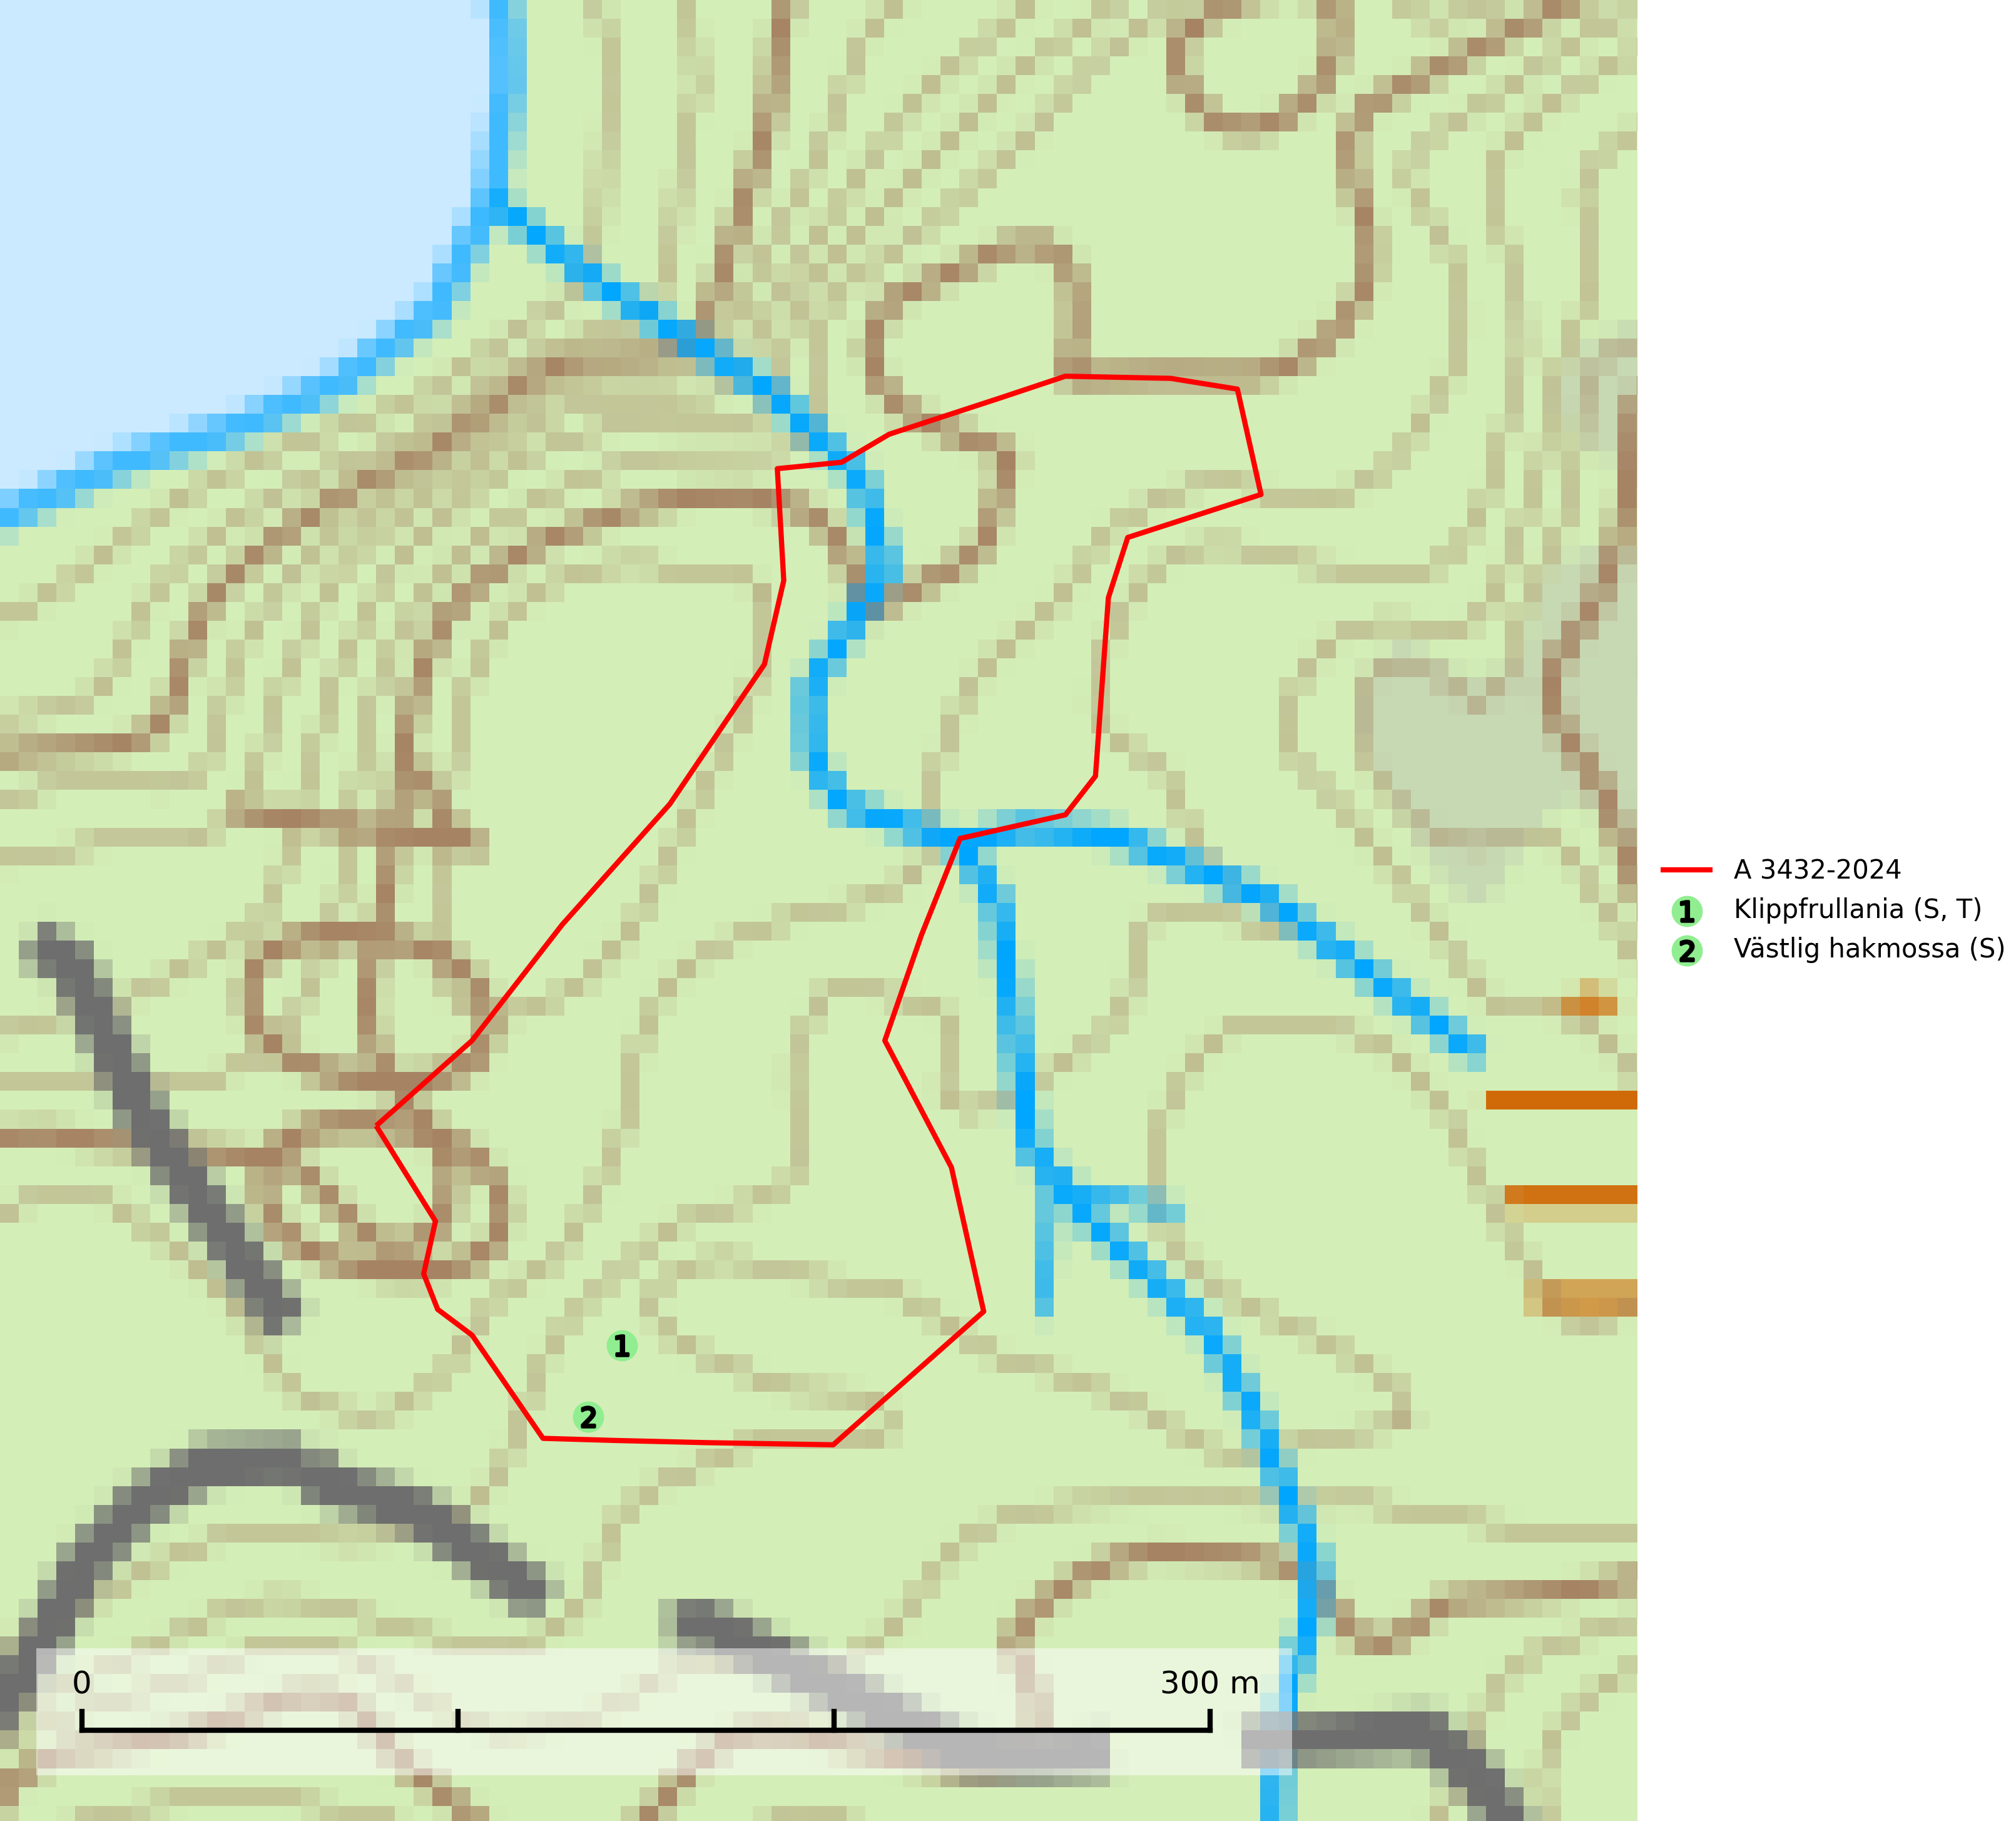 A 3432-2024
1 Klippfrullania (S, T)
2 Västlig hakmossa (S)
1
2
0 300 m